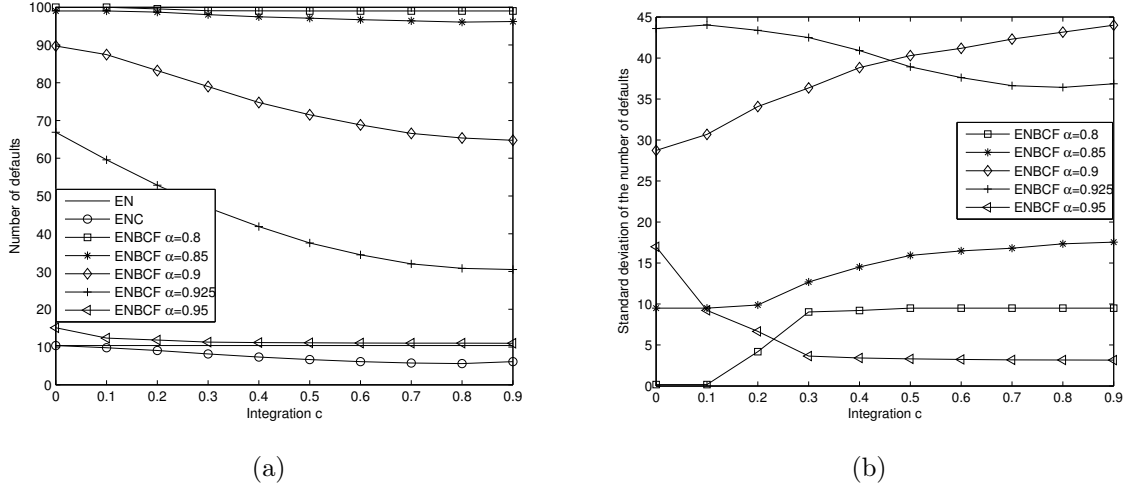 100
90
80
70
60
50
40
30
20
10
0
Number of defaults
EN
ENC
ENBCF α=0.8
ENBCF α=0.85
ENBCF α=0.9
ENBCF α=0.925
ENBCF α=0.95
0 0.1 0.2 0.3 0.4 0.5 0.6 0.7 0.8 0.9
Integration c
(a)
45
40
35
30
25
20
15
10
5
0
Standard deviation of the number of defaults
ENBCF α=0.8
ENBCF α=0.85
ENBCF α=0.9
ENBCF α=0.925
ENBCF α=0.95
0 0.1 0.2 0.3 0.4 0.5 0.6 0.7 0.8 0.9
Integration c
(b)